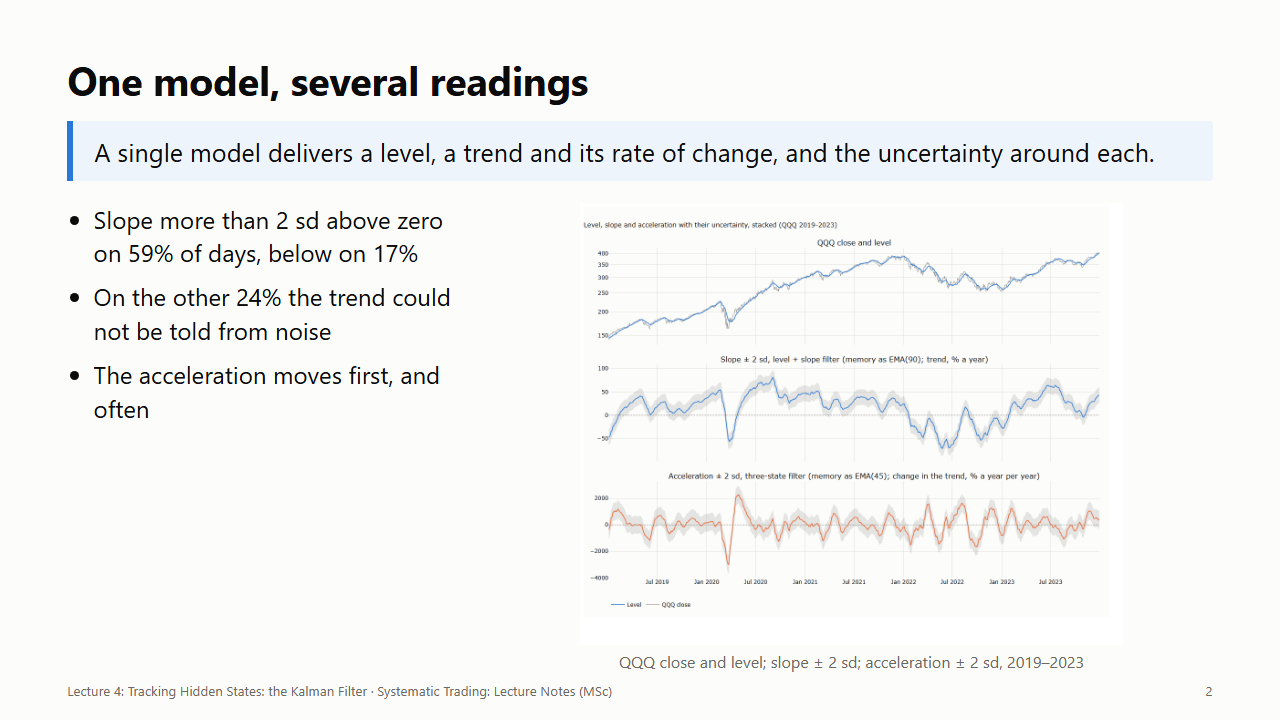 One model, several readings
A single model delivers a level, a trend and its rate of change, and the uncertainty around each.
• Slope more than 2 sd above zero
on 59% of days, below on 17%
• On the other 24% the trend could
not be told from noise
• The acceleration moves first, and
often
Level, slope and acceleration with their uncertainty, stacked (QQQ 2019-2023)
QQQ close and level
400
350
300
250
200
150
Slope ± 2 sd, level + slope filter (memory as EMA(90); trend, % a year)
100
50
0
−50
Acceleration ± 2 sd, three-state filter (memory as EMA(45); change in the trend, % a year per year)
2000
0
−2000
−4000
Jul 2019 Jan 2020 Jul 2020 Jan 2021 Jul 2021 Jan 2022 Jul 2022 Jan 2023 Jul 2023
Level QQQ close
QQQ close and level; slope ± 2 sd; acceleration ± 2 sd, 2019–2023
Lecture 4: Tracking Hidden States: the Kalman Filter · Systematic Trading: Lecture Notes (MSc)
2